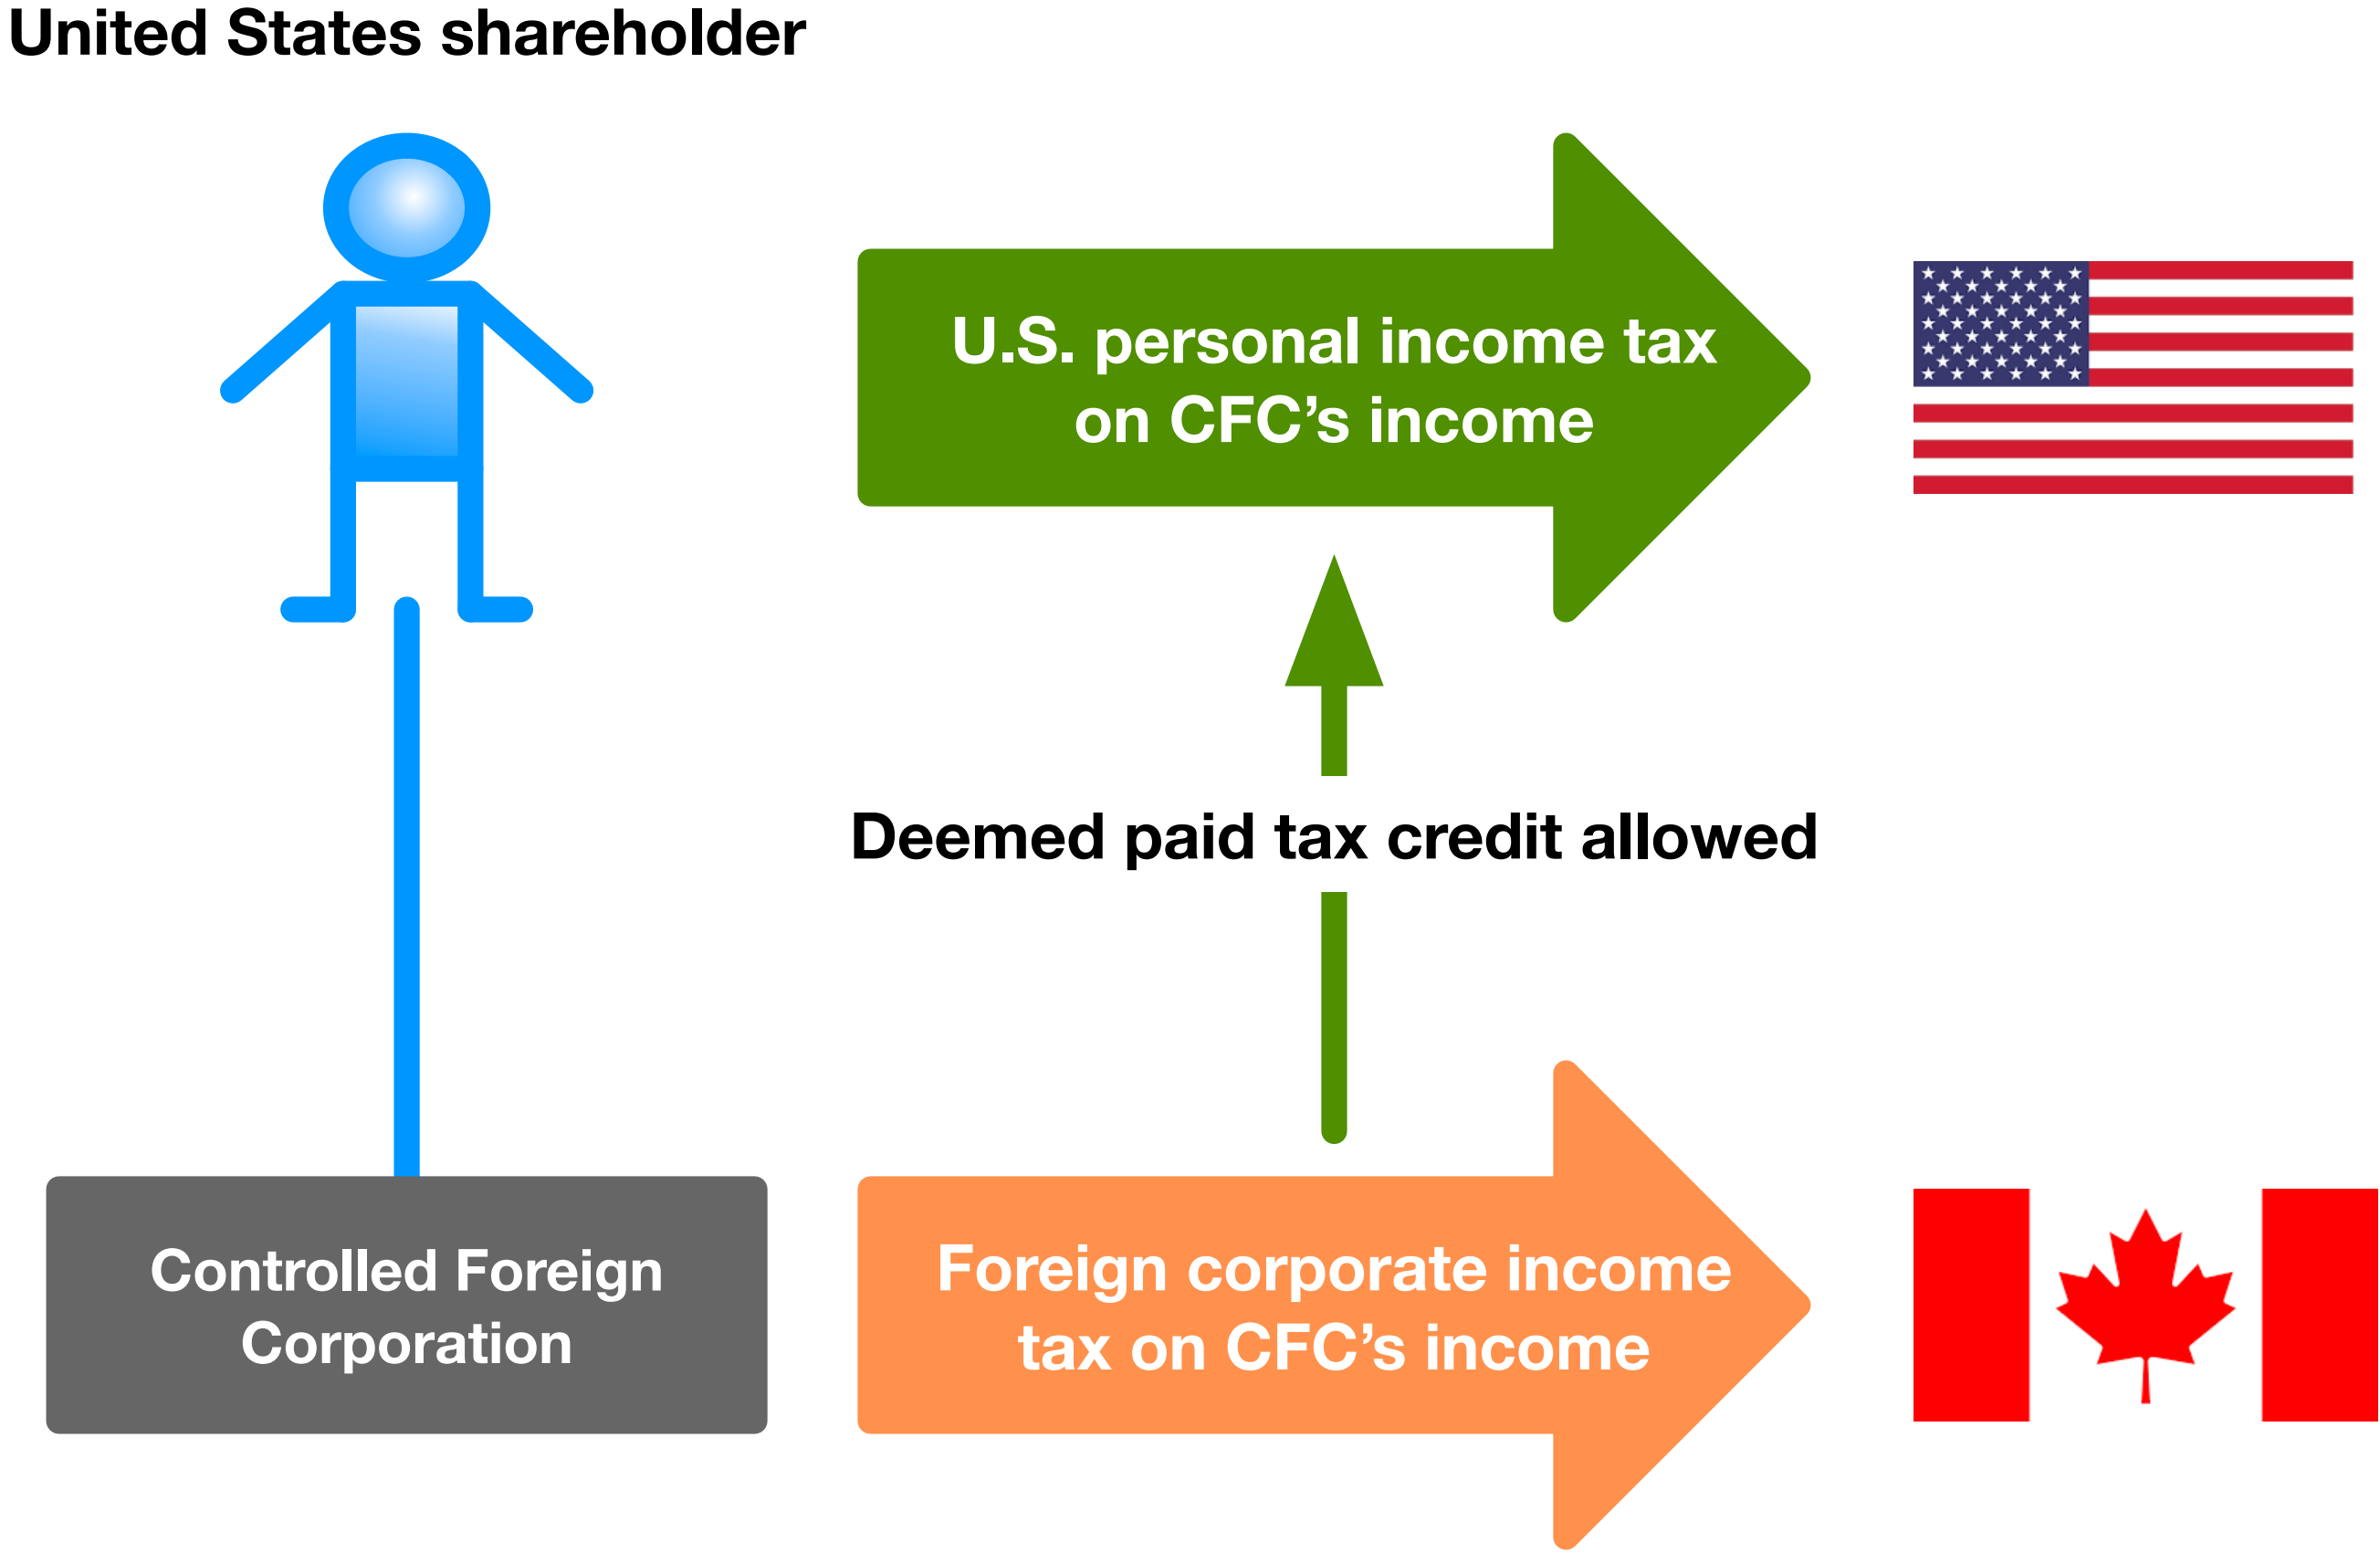 United States shareholder
U.S. personal income tax
on CFC’s income
Deemed paid tax credit allowed
Controlled Foreign
Corporation
Foreign corporate income
tax on CFC’s income